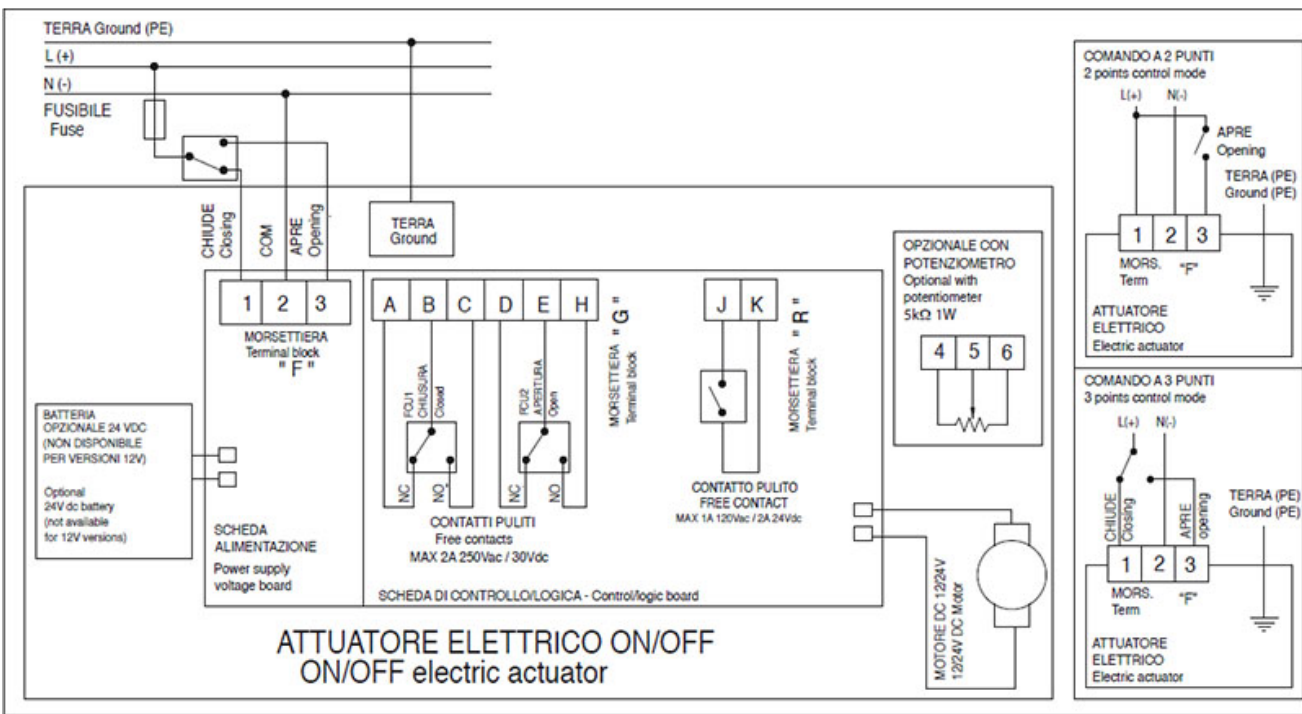 TERRA Ground (PE)
L (+)
N (-)
FUSIBILE
Fuse
CHIUDE
Closing
COM
APRE
Opening
TERRA
Ground
1 2 3
MORSETTIERA
Terminal block
" F "
A B C D E H
FCU1
CHIUSURA
Closed
FCU2
APERTURA
Open
NC
NO
NC
NO
MORSETTIERA " G "
Terminal block
CONTATTI PULITI
Free contacts
MAX 2A 250Vac / 30Vdc
J K
MORSETTIERA " R "
Terminal block
CONTATTO PULITO
FREE CONTACT
MAX 1A 120Vac / 2A 24Vdc
OPZIONALE CON
POTENZIOMETRO
Optional with
potentiometer
5kΩ 1W
4 5 6
BATTERIA
OPZIONALE 24 VDC
(NON DISPONIBILE
PER VERSIONI 12V)
Optional
24V dc battery
(not available
for 12V versions)
SCHEDA
ALIMENTAZIONE
Power supply
voltage board
SCHEDA DI CONTROLLO/LOGICA - Control/logic board
MOTORE DC 12/24V
12/24V DC Motor
ATTUATORE ELETTRICO ON/OFF
ON/OFF electric actuator
COMANDO A 2 PUNTI
2 points control mode
L(+) N(-)
APRE
Opening
TERRA (PE)
Ground (PE)
1 2 3
MORS. "F"
Term
ATTUATORE
ELETTRICO
Electric actuator
COMANDO A 3 PUNTI
3 points control mode
L(+) N(-)
CHIUDE
Closing
APRE
opening
TERRA (PE)
Ground (PE)
1 2 3
MORS. "F"
Term
ATTUATORE
ELETTRICO
Electric actuator